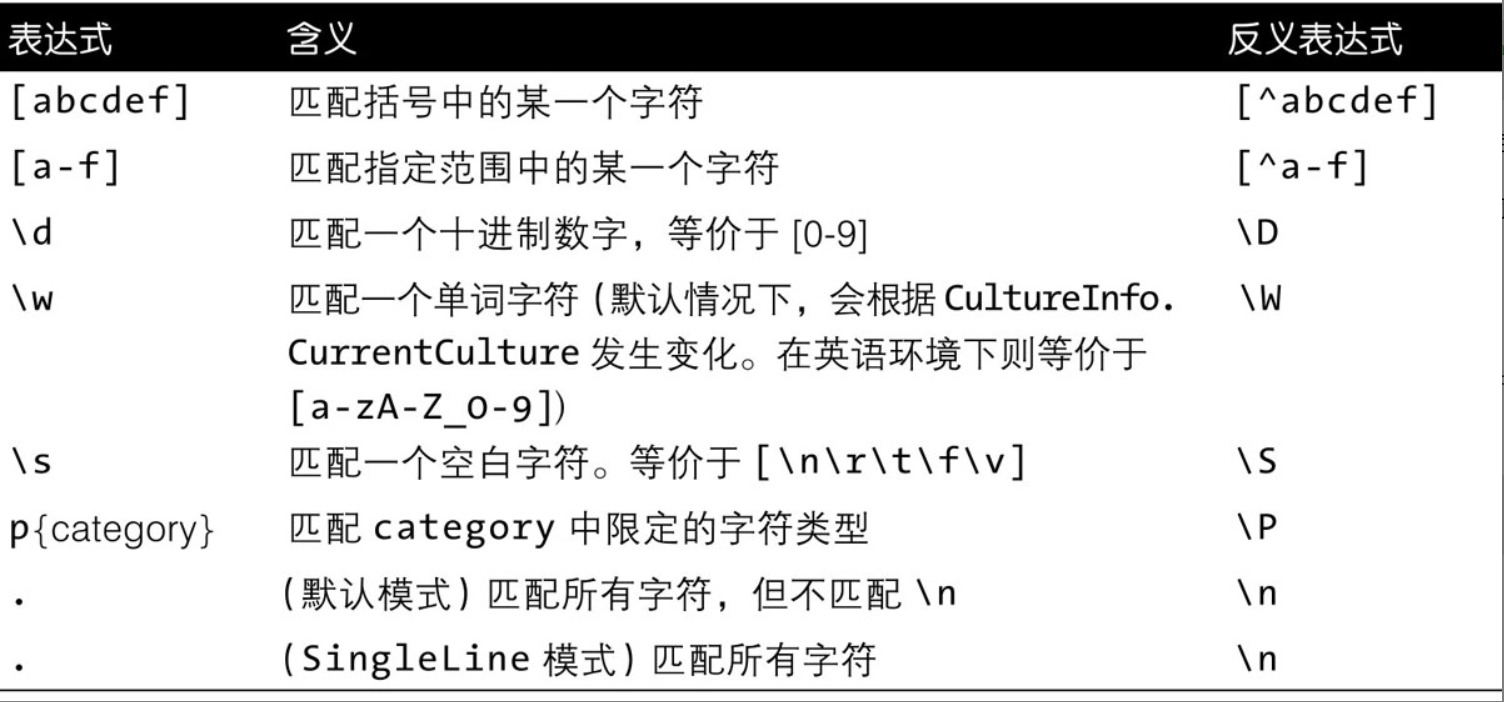 表达式 含义 反义表达式
[abcdef] 匹配括号中的某一个字符 [^abcdef]
[a-f] 匹配指定范围中的某一个字符 [^a-f]
\d 匹配一个十进制数字，等价于 [0-9] \D
\w 匹配一个单词字符 (默认情况下，会根据 CultureInfo. \W
CurrentCulture 发生变化。在英语环境下则等价于
[a-zA-Z_0-9])
\s 匹配一个空白字符。等价于 [\n\r\t\f\v] \S
p{category} 匹配 category 中限定的字符类型 \P
. (默认模式) 匹配所有字符，但不匹配 \n \n
. (SingleLine 模式) 匹配所有字符 \n